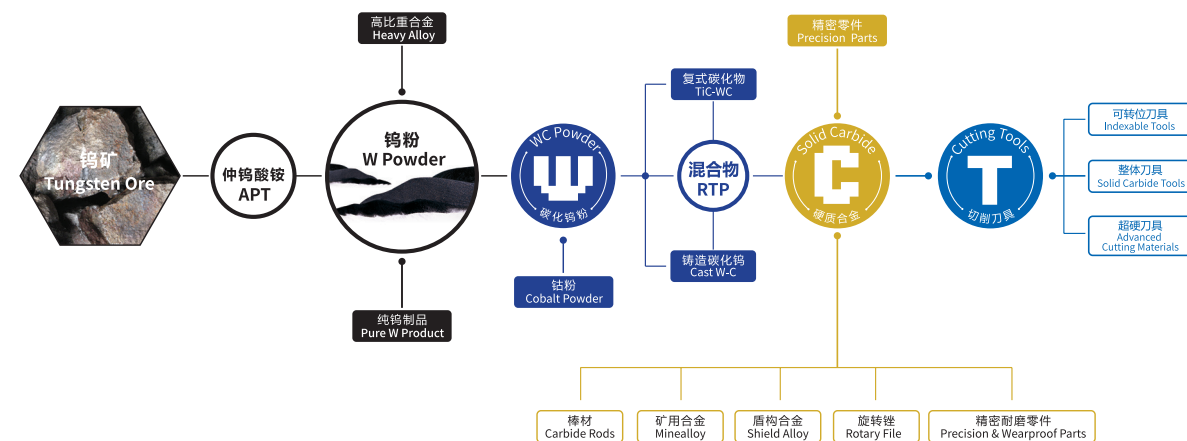 钨矿
Tungsten Ore
仲钨酸铵
APT
高比重合金
Heavy Alloy
钨粉
W Powder
纯钨制品
Pure W Product
WC Powder
W
碳化钨粉
钴粉
Cobalt Powder
复式碳化物
TiC-WC
混合物
RTP
铸造碳化钨
Cast W-C
精密零件
Precision Parts
Solid Carbide
C
硬质合金
Cutting Tools
T
切削刀具
可转位刀具
Indexable Tools
整体刀具
Solid Carbide Tools
超硬刀具
Advanced
Cutting Materials
棒材
Carbide Rods
矿用合金
Minealloy
盾构合金
Shield Alloy
旋转锉
Rotary File
精密耐磨零件
Precision & Wearproof Parts